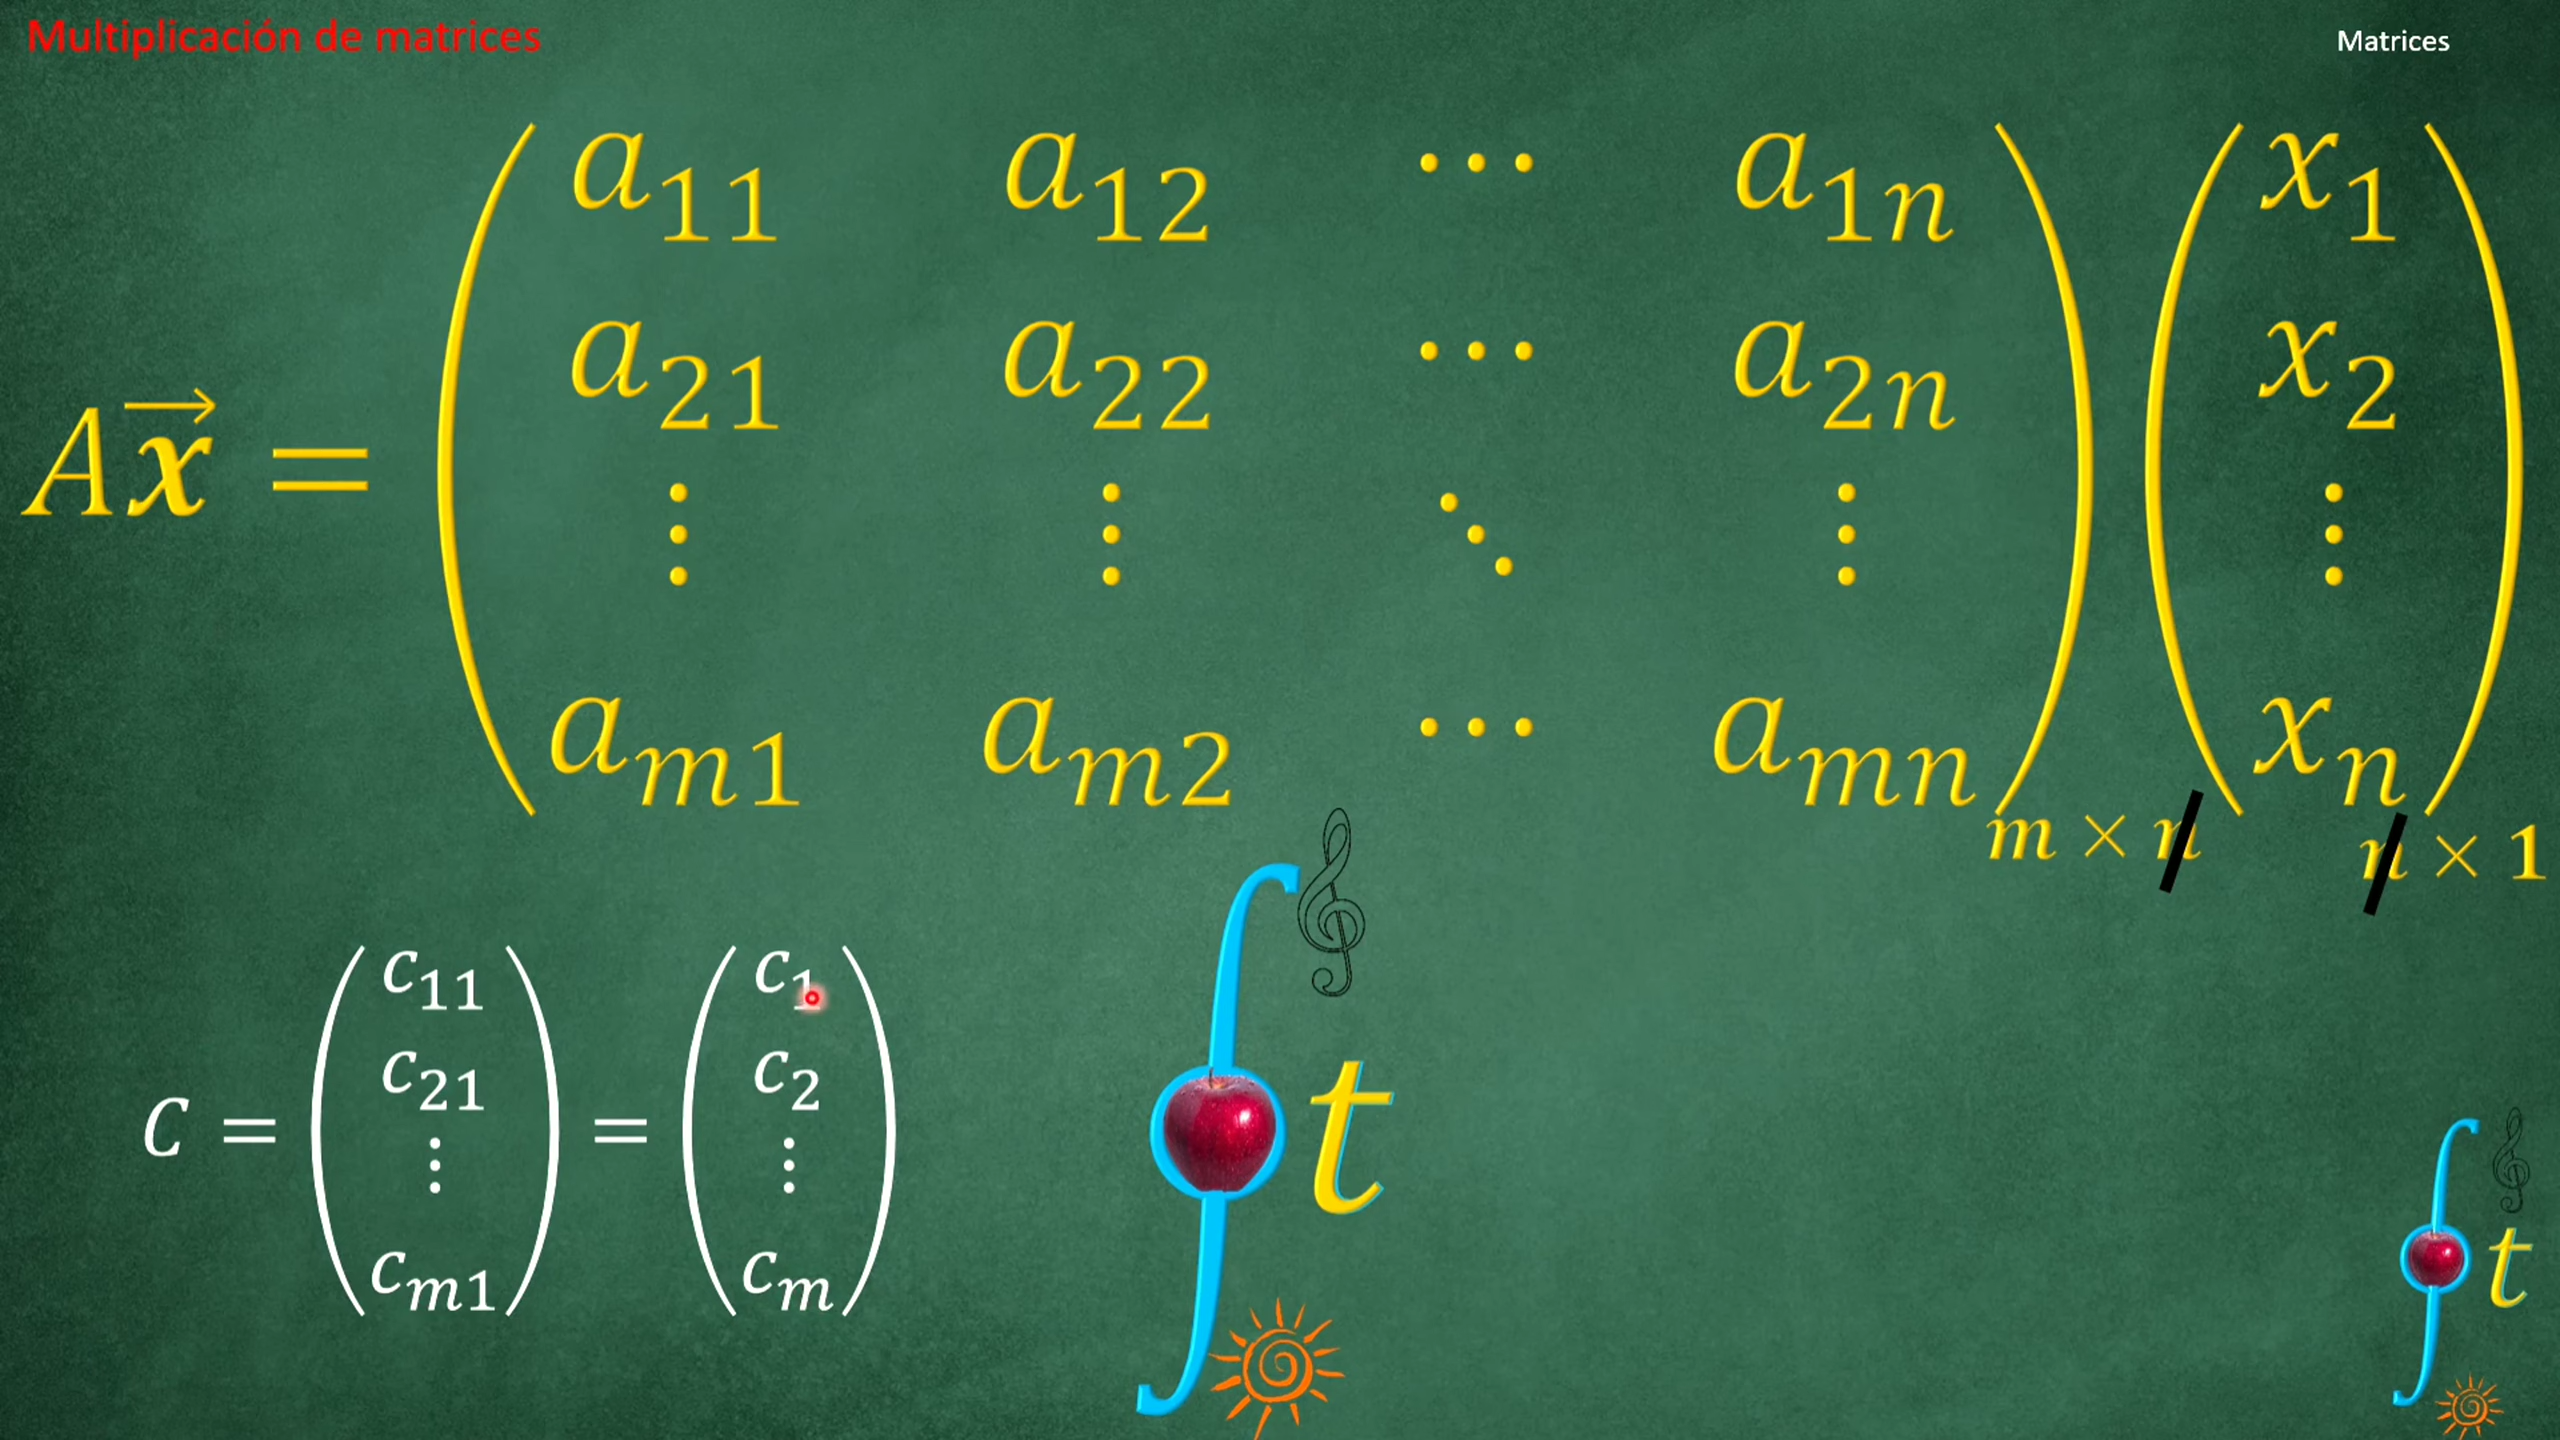 Multiplicación de matrices
Matrices
a₁₁ a₁₂ ⋯ a₁ₙ x₁
a₂₁ a₂₂ ⋯ a₂ₙ x₂
Ax⃗ =
⋮ ⋮ ⋱ ⋮ ⋮
aₘ₁ aₘ₂ ⋯ aₘₙ xₙ
m × n n × 1
c₁₁ c₁
c₂₁ c₂
C = ⋮ = ⋮
cₘ₁ cₘ
t
t